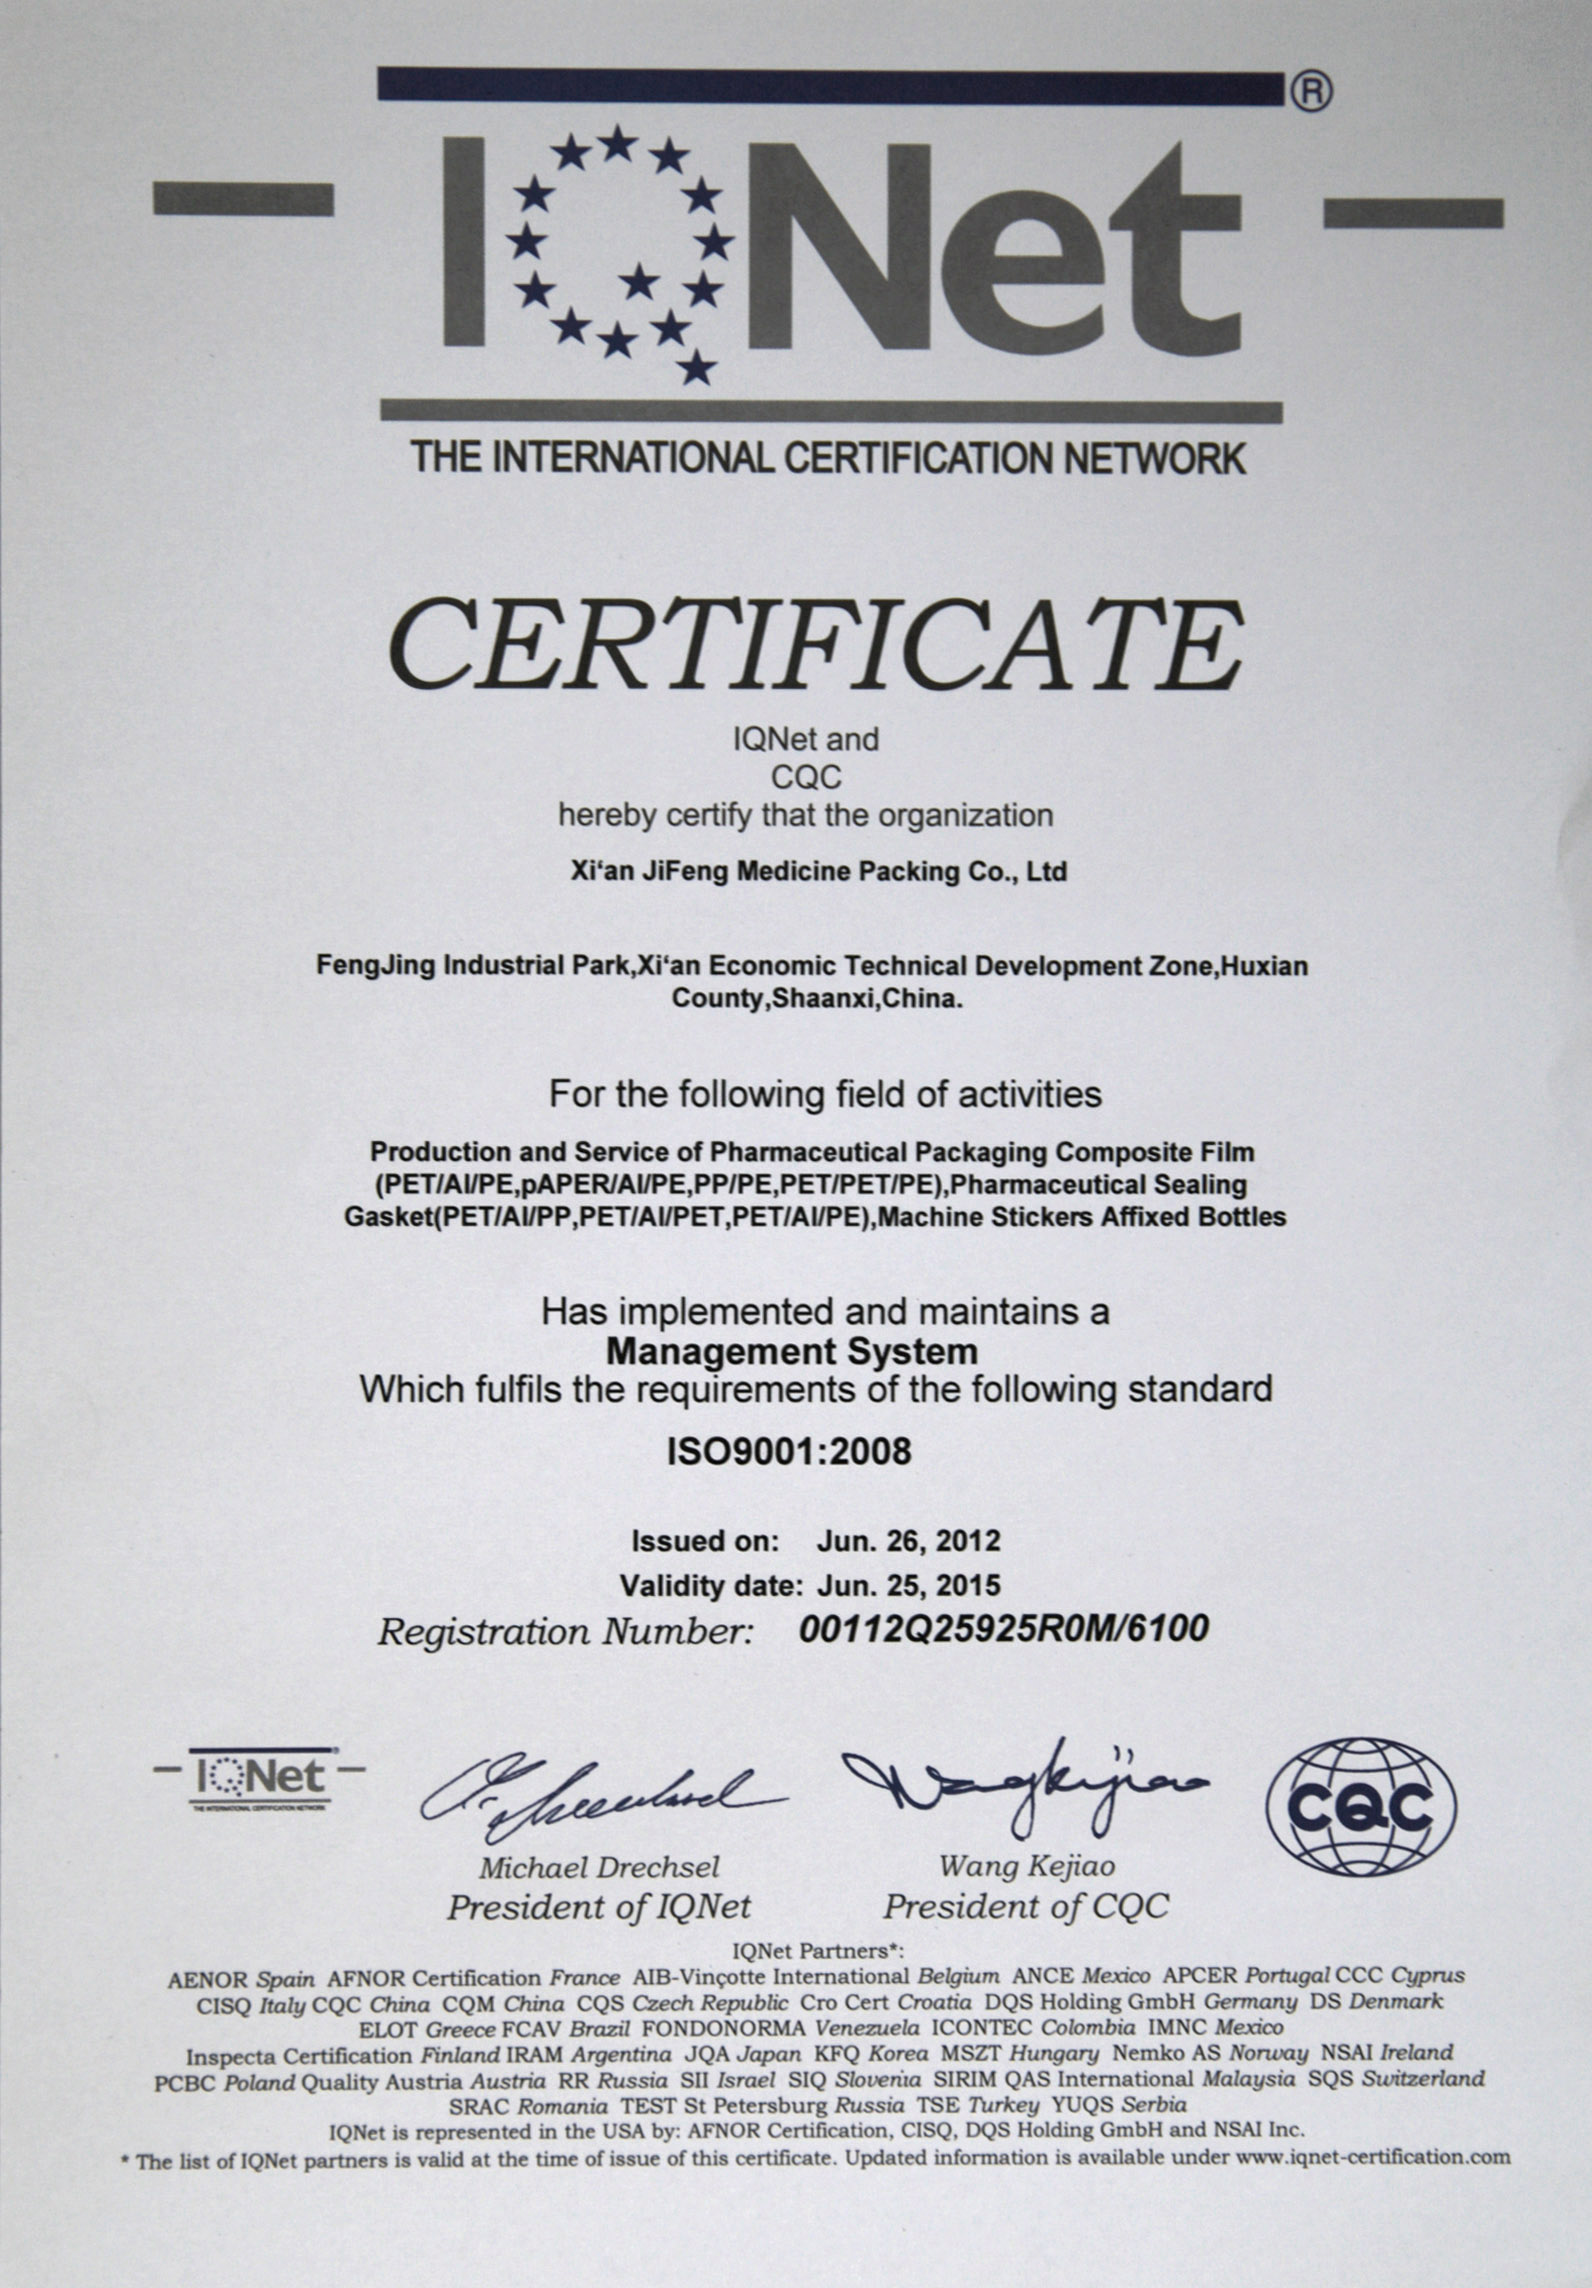 IQNet®
THE INTERNATIONAL CERTIFICATION NETWORK
CERTIFICATE
IQNet and
CQC
hereby certify that the organization
Xi‘an JiFeng Medicine Packing Co., Ltd
FengJing Industrial Park,Xi‘an Economic Technical Development Zone,Huxian
County,Shaanxi,China.
For the following field of activities
Production and Service of Pharmaceutical Packaging Composite Film
(PET/Al/PE,pAPER/Al/PE,PP/PE,PET/PET/PE),Pharmaceutical Sealing
Gasket(PET/Al/PP,PET/Al/PET,PET/Al/PE),Machine Stickers Affixed Bottles
Has implemented and maintains a
Management System
Which fulfils the requirements of the following standard
ISO9001:2008
Issued on: Jun. 26, 2012
Validity date: Jun. 25, 2015
Registration Number: 00112Q25925R0M/6100
IQNet
THE INTERNATIONAL CERTIFICATION NETWORK
Wangkejiao
CQC
Michael Drechsel Wang Kejiao
President of IQNet President of CQC
IQNet Partners*:
AENOR Spain AFNOR Certification France AIB-Vinçotte International Belgium ANCE Mexico APCER Portugal CCC Cyprus
CISQ Italy CQC China CQM China CQS Czech Republic Cro Cert Croatia DQS Holding GmbH Germany DS Denmark
ELOT Greece FCAV Brazil FONDONORMA Venezuela ICONTEC Colombia IMNC Mexico
Inspecta Certification Finland IRAM Argentina JQA Japan KFQ Korea MSZT Hungary Nemko AS Norway NSAI Ireland
PCBC Poland Quality Austria Austria RR Russia SII Israel SIQ Slovenia SIRIM QAS International Malaysia SQS Switzerland
SRAC Romania TEST St Petersburg Russia TSE Turkey YUQS Serbia
IQNet is represented in the USA by: AFNOR Certification, CISQ, DQS Holding GmbH and NSAI Inc.
* The list of IQNet partners is valid at the time of issue of this certificate. Updated information is available under www.iqnet-certification.com